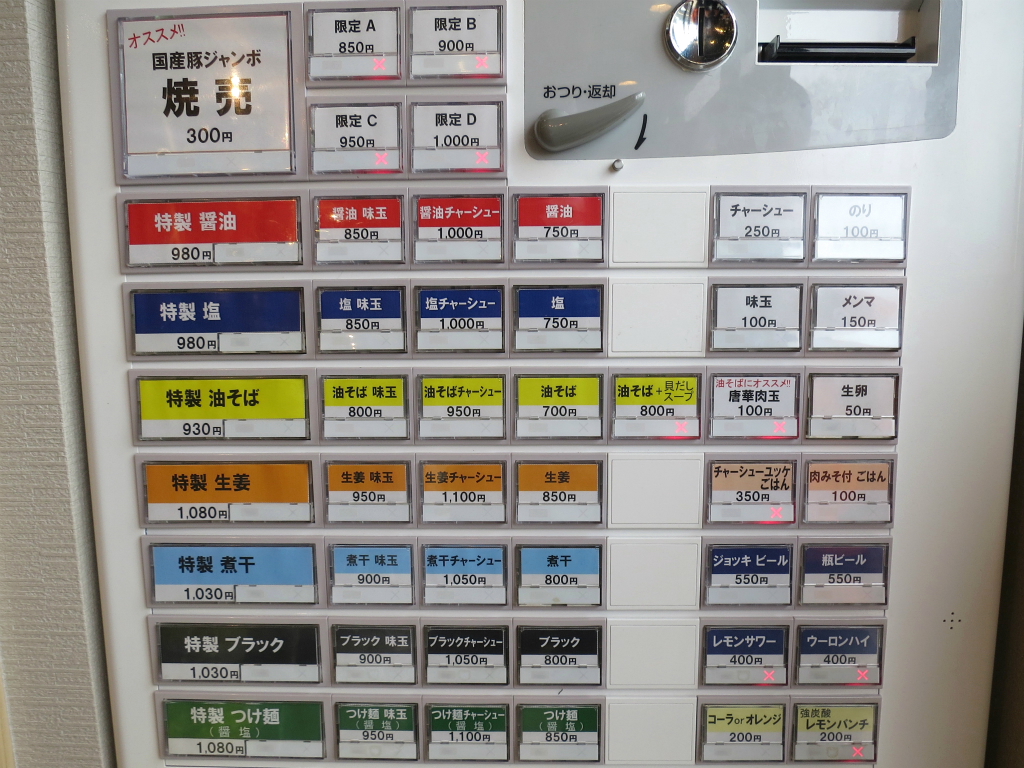 オススメ!!
国産豚ジャンボ
焼売
300円
限定 A
850円
×
限定 B
900円
×
限定 C
950円
×
限定 D
1,000円
×
おつり・返却
特製 醤油
980円
醤油 味玉
850円
醤油チャーシュー
1,000円
醤油
750円
チャーシュー
250円
のり
100円
特製 塩
980円
塩 味玉
850円
塩チャーシュー
1,000円
塩
750円
味玉
100円
メンマ
150円
特製 油そば
930円
油そば 味玉
800円
油そばチャーシュー
950円
油そば
700円
油そば+貝だしスープ
800円
×
油そばにオススメ!!
唐華肉玉
100円
×
生卵
50円
特製 生姜
1,080円
生姜 味玉
950円
生姜チャーシュー
1,100円
生姜
850円
チャーシューユッケ
ごはん
350円
×
肉みそ付 ごはん
100円
特製 煮干
1,030円
煮干 味玉
900円
煮干チャーシュー
1,050円
煮干
800円
ジョッキ ビール
550円
瓶ビール
550円
特製 ブラック
1,030円
ブラック 味玉
900円
ブラックチャーシュー
1,050円
ブラック
800円
レモンサワー
400円
×
ウーロンハイ
400円
×
特製 つけ麺
(醤 塩)
1,080円
つけ麺 味玉
(醤 塩)
950円
つけ麺チャーシュー
(醤 塩)
1,100円
つけ麺
(醤 塩)
850円
コーラorオレンジ
200円
強炭酸
レモンパンチ
200円
×